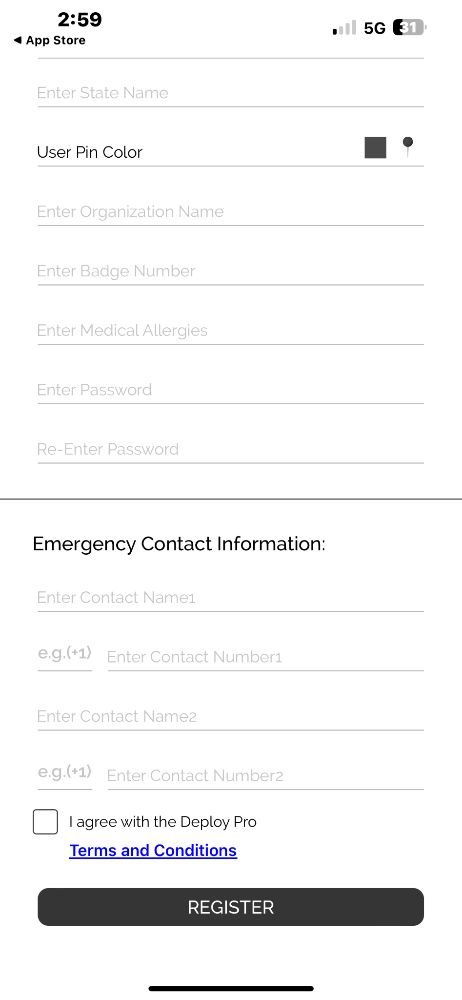 2:59
5G
31
◀ App Store
Enter State Name
User Pin Color
Enter Organization Name
Enter Badge Number
Enter Medical Allergies
Enter Password
Re-Enter Password
Emergency Contact Information:
Enter Contact Name1
e.g.(+1) Enter Contact Number1
Enter Contact Name2
e.g.(+1) Enter Contact Number2
I agree with the Deploy Pro
Terms and Conditions
REGISTER